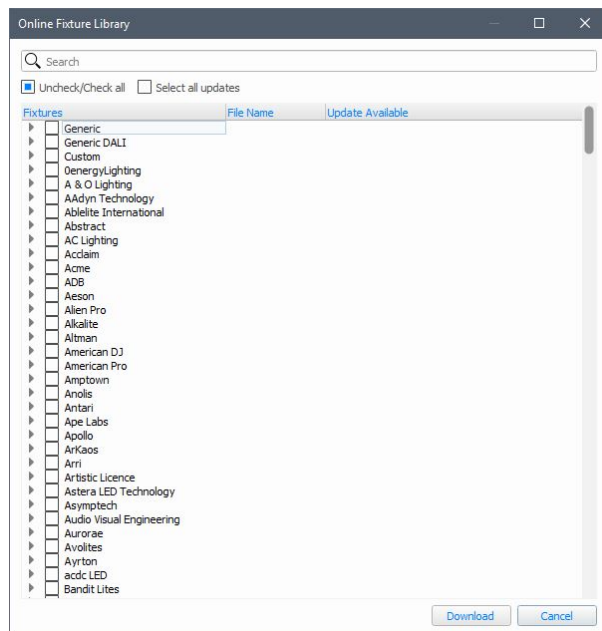 Online Fixture Library
Search
Uncheck/Check all Select all updates
Fixtures File Name Update Available
Generic
Generic DALI
Custom
0energyLighting
A & O Lighting
AAdyn Technology
Ablelite International
Abstract
AC Lighting
Acclaim
Acme
ADB
Aeson
Alien Pro
Alkalite
Altman
American DJ
American Pro
Amptown
Anolis
Antari
Ape Labs
Apollo
ArKaos
Arri
Artistic Licence
Astera LED Technology
Asymptech
Audio Visual Engineering
Aurorae
Avolites
Ayrton
acdc LED
Bandit Lites
Download Cancel